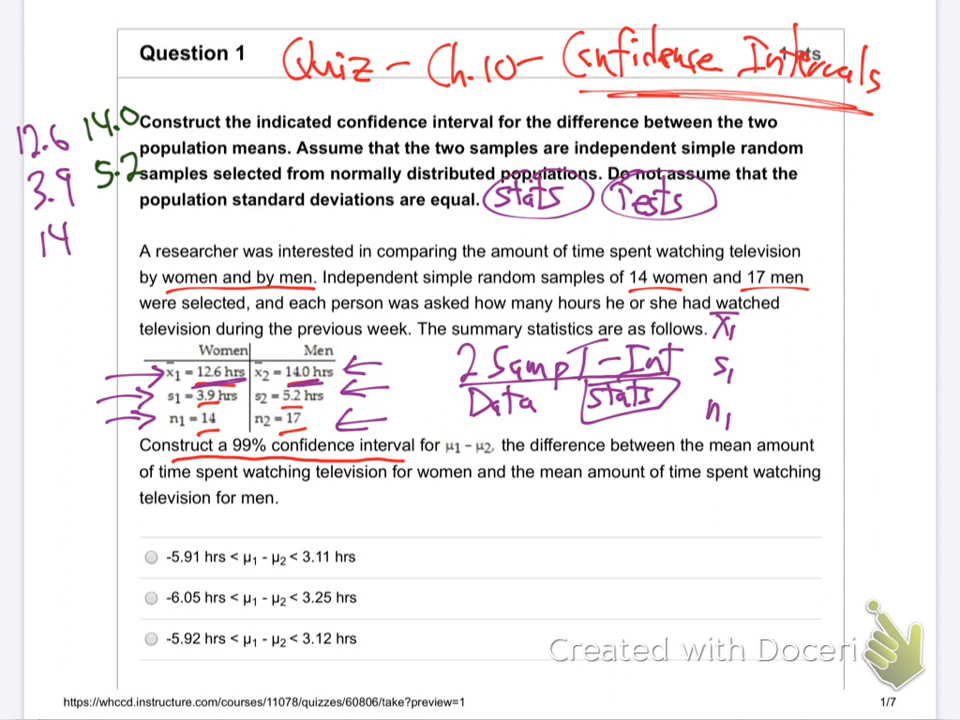 Question 1 Quiz - Ch.10 - Confidence Intervals
12.6 14.0 Construct the indicated confidence interval for the difference between the two
population means. Assume that the two samples are independent simple random
3.9 5.2 samples selected from normally distributed populations. Do not assume that the
population standard deviations are equal. Stats Tests
14
A researcher was interested in comparing the amount of time spent watching television
by women and by men. Independent simple random samples of 14 women and 17 men
were selected, and each person was asked how many hours he or she had watched
television during the previous week. The summary statistics are as follows. x̄1
Women Men
x̄1 = 12.6 hrs x̄2 = 14.0 hrs 2 SampT-Int s1
s1 = 3.9 hrs s2 = 5.2 hrs Data Stats
n1 = 14 n2 = 17 n1
Construct a 99% confidence interval for μ1 - μ2, the difference between the mean amount
of time spent watching television for women and the mean amount of time spent watching
television for men.
-5.91 hrs < μ1 - μ2 < 3.11 hrs
-6.05 hrs < μ1 - μ2 < 3.25 hrs
-5.92 hrs < μ1 - μ2 < 3.12 hrs
Created with Doceri
https://whccd.instructure.com/courses/11078/quizzes/60806/take?preview=1 1/7